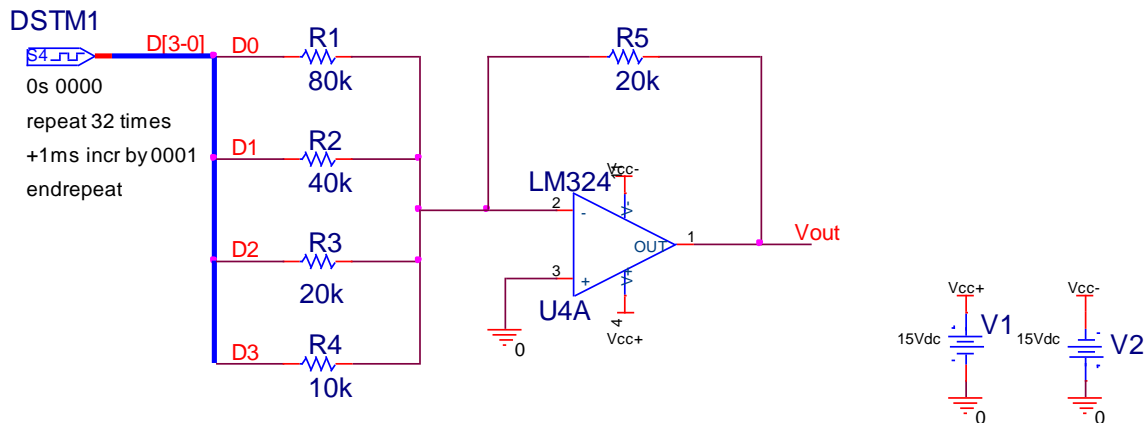 DSTM1
S4
D[3-0]
0s 0000
repeat 32 times
+1ms incr by 0001
endrepeat
D0
R1
80k
D1
R2
40k
D2
R3
20k
D3
R4
10k
R5
20k
LM324
Vcc-
V-
2
-
OUT
1
Vout
3
+
V+
U4A
4
Vcc+
0
Vcc+
15Vdc
V1
0
Vcc-
15Vdc
V2
0